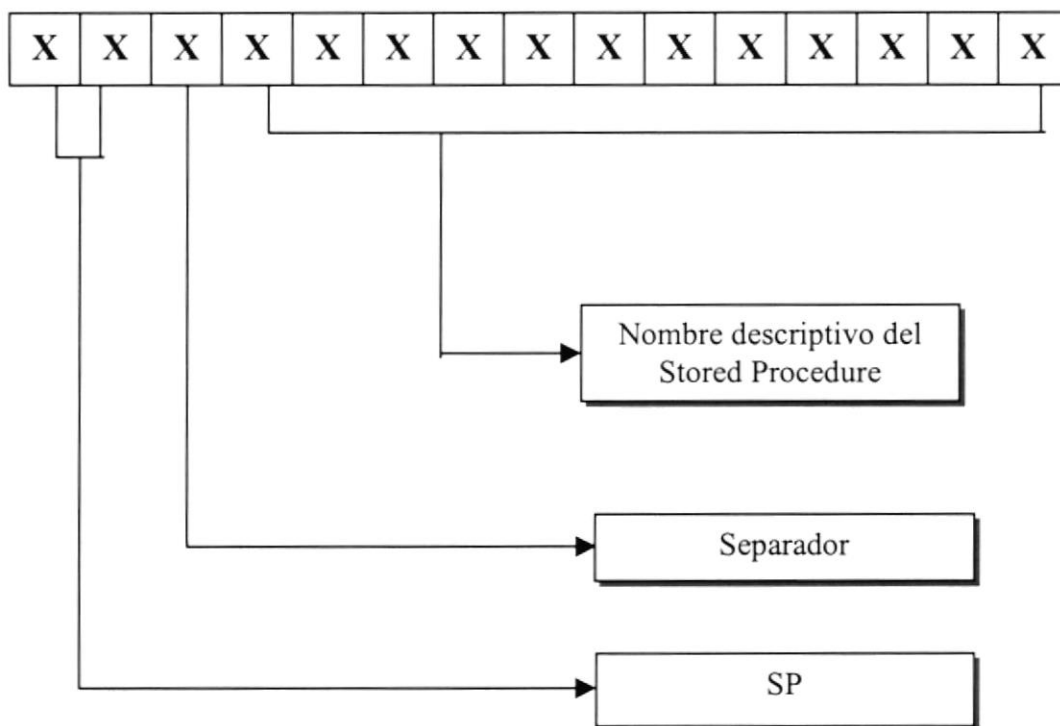 X X X X X X X X X X X X X X X
Nombre descriptivo del
Stored Procedure
Separador
SP